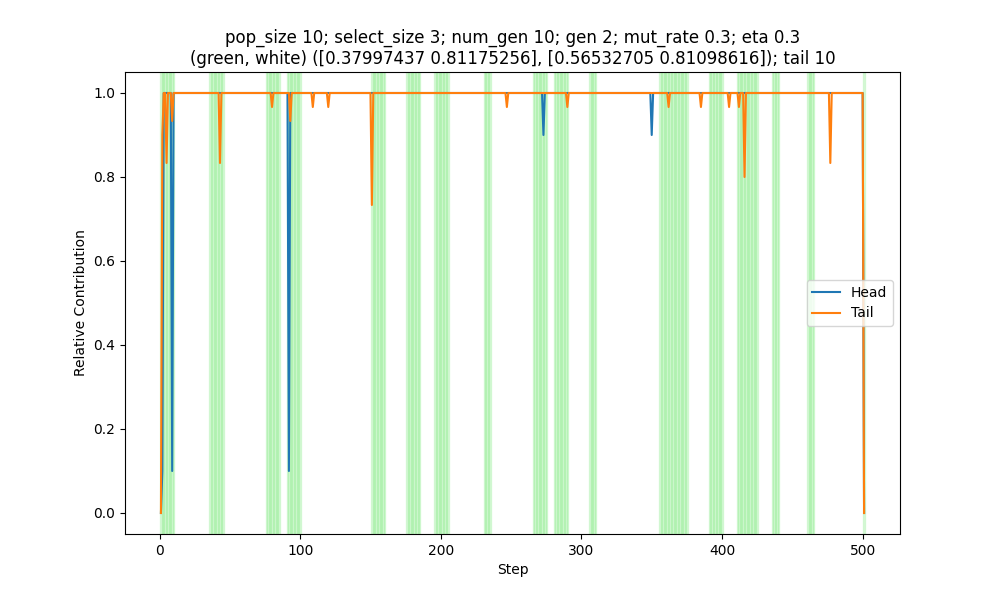 pop_size 10; select_size 3; num_gen 10; gen 2; mut_rate 0.3; eta 0.3
(green, white) ([0.37997437 0.81175256], [0.56532705 0.81098616]); tail 10
1.0
0.8
0.6
0.4
0.2
0.0
Relative Contribution
Head
Tail
0 100 200 300 400 500
Step